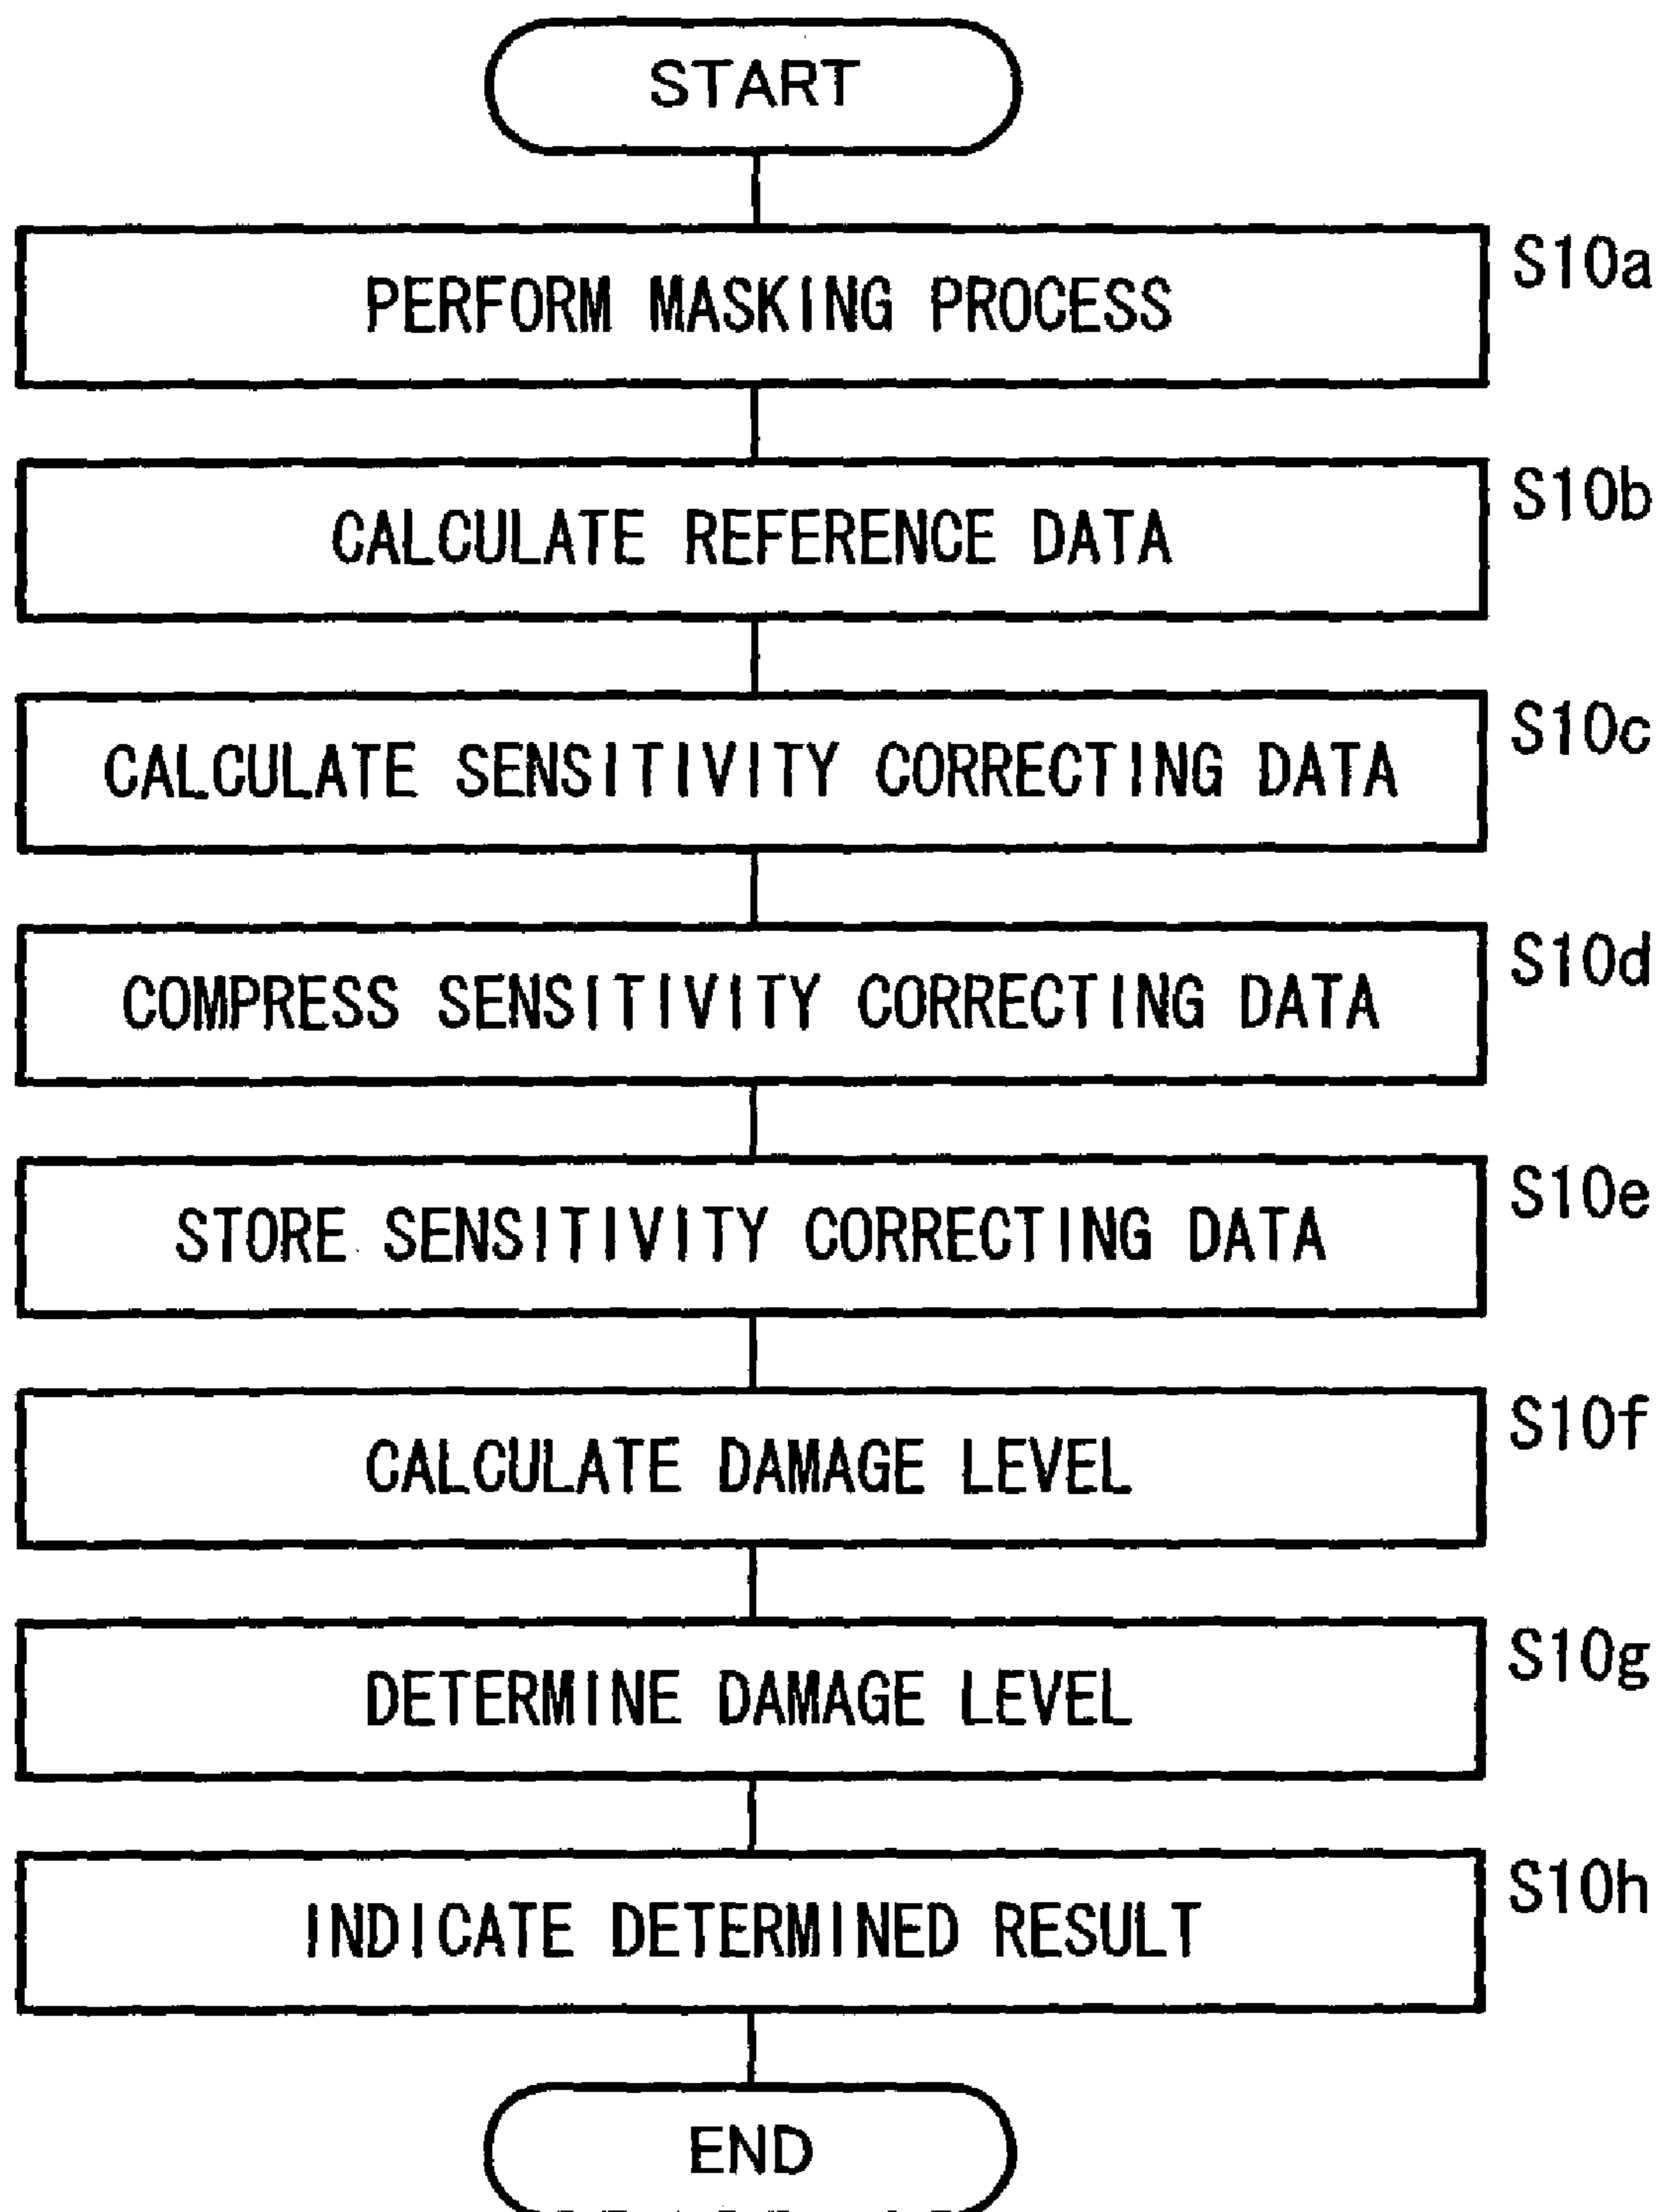 START
PERFORM MASKING PROCESS
S10a
CALCULATE REFERENCE DATA
S10b
CALCULATE SENSITIVITY CORRECTING DATA
S10c
COMPRESS SENSITIVITY CORRECTING DATA
S10d
STORE SENSITIVITY CORRECTING DATA
S10e
CALCULATE DAMAGE LEVEL
S10f
DETERMINE DAMAGE LEVEL
S10g
INDICATE DETERMINED RESULT
S10h
END